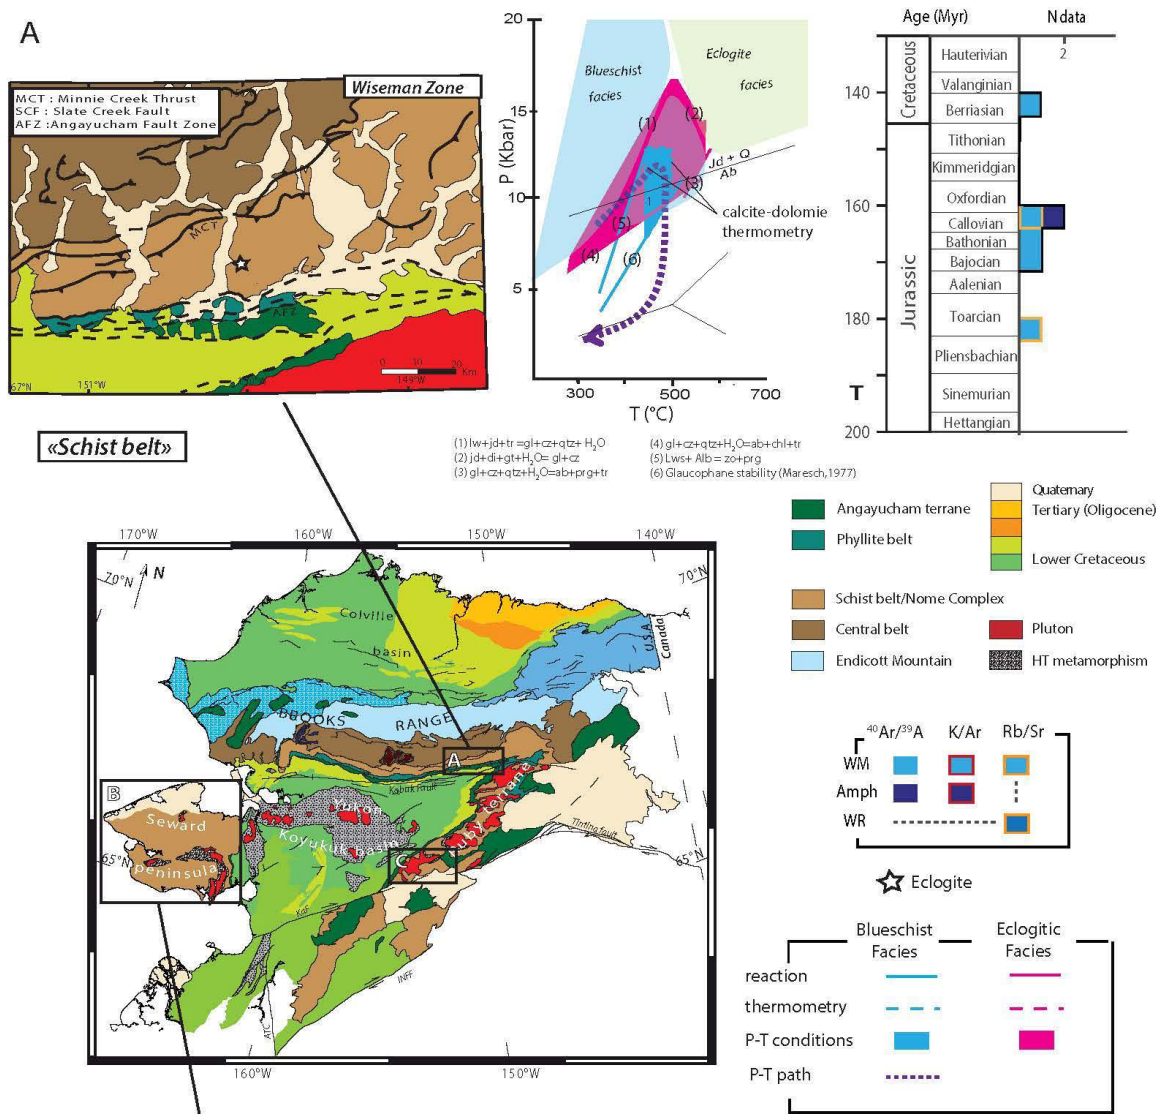 A
Wiseman Zone
MCT : Minnie Creek Thrust
SCF : Slate Creek Fault
AFZ : Angayucham Fault Zone
MCT
SCF
AFZ
0 10 20
Km
67°N
151°W
149°W
«Schist belt»
P (Kbar)
20
15
10
5
Blueschist
facies
Eclogite
facies
(1)
(2)
(3)
(4)
(5)
(6)
1
Jd + Q
Ab
calcite-dolomie
thermometry
300 500 700
T (°C)
(1) lw+jd+tr =gl+cz+qtz+ H2O
(2) jd+di+gt+H2O= gl+cz
(3) gl+cz+qtz+H2O=ab+prg+tr
(4) gl+cz+qtz+H2O=ab+chl+tr
(5) Lws+ Alb = zo+prg
(6) Glaucophane stability (Maresch,1977)
Age (Myr)
N data
2
140
160
180
T
200
Cretaceous
Jurassic
Hauterivian
Valanginian
Berriasian
Tithonian
Kimmeridgian
Oxfordian
Callovian
Bathonian
Bajocian
Aalenian
Toarcian
Pliensbachian
Sinemurian
Hettangian
Angayucham terrane
Phyllite belt
Schist belt/Nome Complex
Central belt
Endicott Mountain
Quaternary
Tertiary (Oligocene)
Lower Cretaceous
Pluton
HT metamorphism
170°W
160°W
150°W
140°W
70°N
N
70°N
Colville
basin
U.S.A
Canada
BROOKS RANGE
A
Kobuk Fault
B
Seward
peninsula
65°N
Yukon
Koyukuk basin
Ruby terrane
Tintina fault
C
65°N
KaF
INFF
ATC
160°W
150°W
40Ar/39A
K/Ar
Rb/Sr
WM
Amph
WR
Eclogite
Blueschist
Facies
Eclogitic
Facies
reaction
thermometry
P-T conditions
P-T path